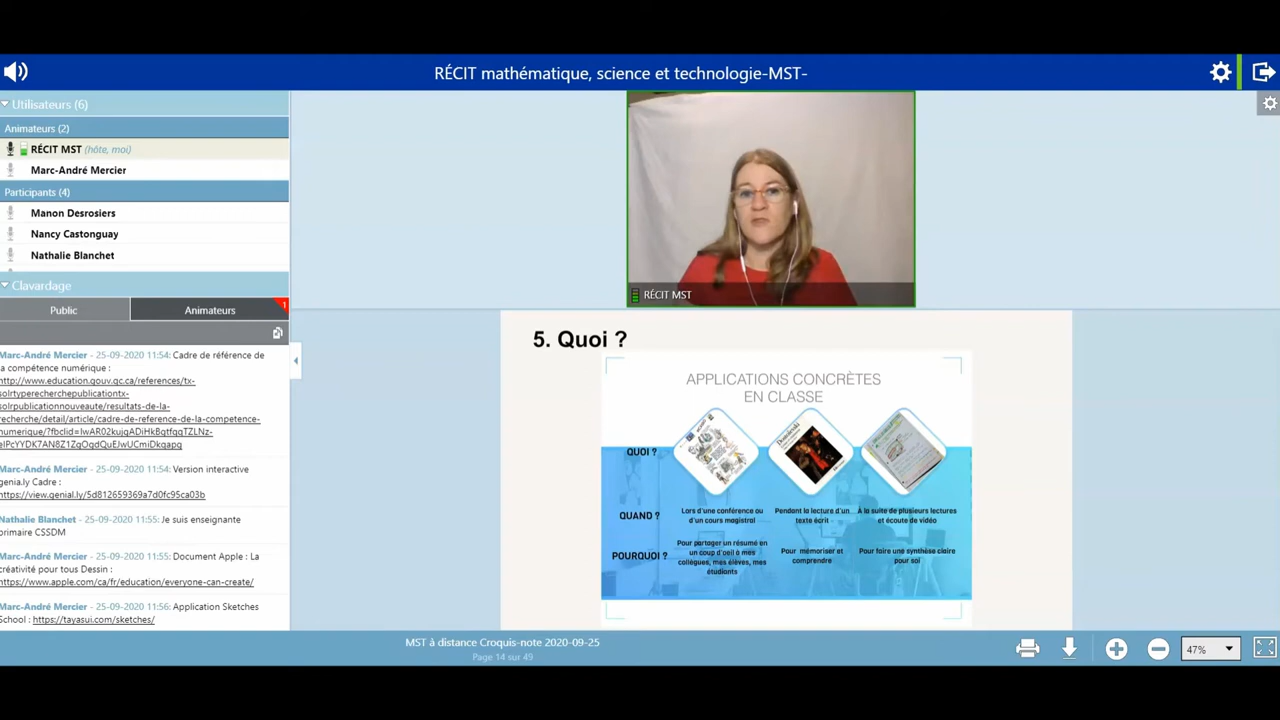 RÉCIT mathématique, science et technologie-MST-
Utilisateurs (6)
Animateurs (2)
RÉCIT MST (hôte, moi)
Marc-André Mercier
Participants (4)
Manon Desrosiers
Nancy Castonguay
Nathalie Blanchet
Clavardage
Public
Animateurs
1
Marc-André Mercier - 25-09-2020 11:54: Cadre de référence de
la compétence numérique :
http://www.education.gouv.qc.ca/references/tx-
solrtyperecherchepublicationtx-
solrpublicationnouveaute/resultats-de-la-
recherche/detail/article/cadre-de-reference-de-la-competence-
Marc-André Mercier - 25-09-2020 11:54: Version interactive
genia.ly Cadre :
https://view.genial.ly/5d812659369a7d0fc95ca03b
Nathalie Blanchet - 25-09-2020 11:55: Je suis enseignante
primaire CSSDM
Marc-André Mercier - 25-09-2020 11:55: Document Apple : La
créativité pour tous Dessin :
https://www.apple.com/ca/fr/education/everyone-can-create/
Marc-André Mercier - 25-09-2020 11:56: Application Sketches
School : https://tayasui.com/sketches/
RÉCIT MST
5. Quoi ?
APPLICATIONS CONCRÈTES
EN CLASSE
QUOI ?
QUAND ?
Lors d'une conférence ou
d'un cours magistral
Pendant la lecture d'un
texte écrit
À la suite de plusieurs lectures
et écoute de vidéo
POURQUOI ?
Pour partager un résumé en
un coup d'oeil à mes
collègues, mes élèves, mes
étudiants
Pour mémoriser et
comprendre
Pour faire une synthèse claire
pour soi
MST à distance Croquis-note 2020-09-25
Page 14 sur 49
47%